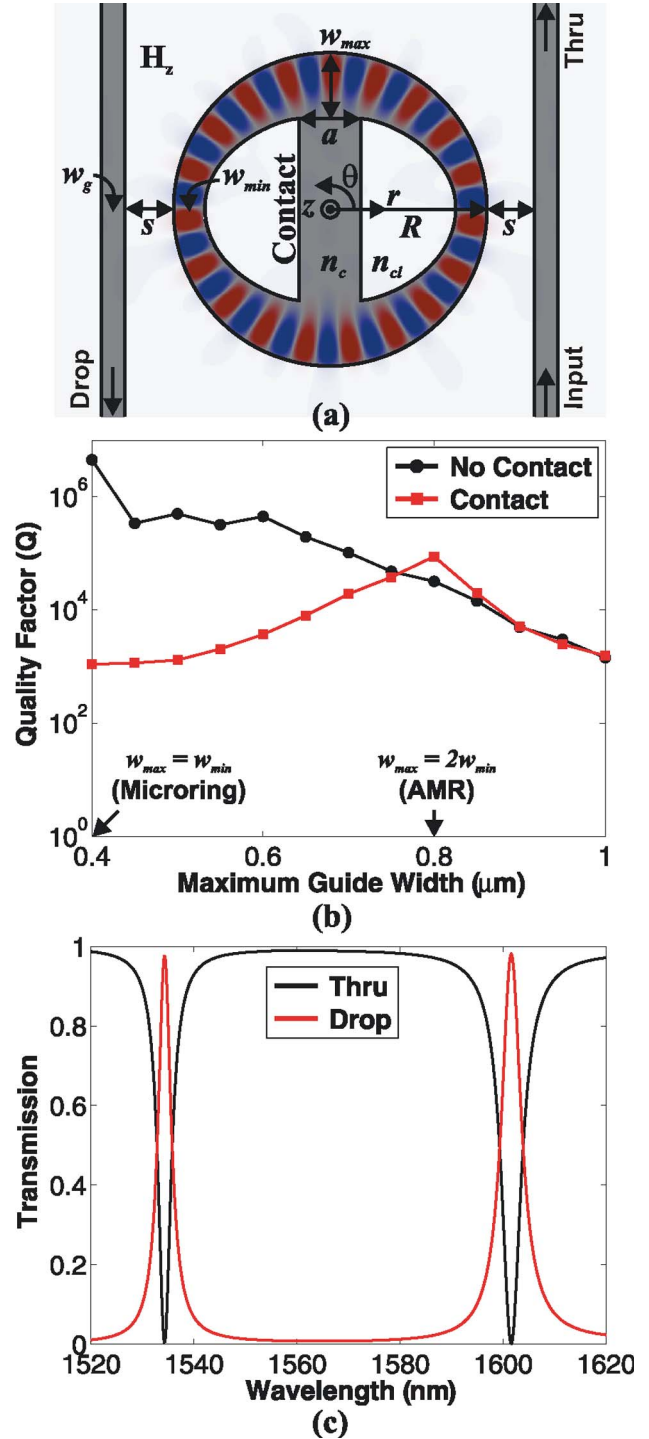 H_z
w_max
Thru
a
w_g
w_min
Contact
θ
z
r
R
s
s
n_c
n_cl
Drop
Input
(a)
Quality Factor (Q)
10^6
10^4
10^2
10^0
No Contact
Contact
w_max = w_min
(Microring)
w_max = 2w_min
(AMR)
0.4
0.6
0.8
1
Maximum Guide Width (μm)
(b)
Transmission
1
0.8
0.6
0.4
0.2
0
Thru
Drop
1520
1540
1560
1580
1600
1620
Wavelength (nm)
(c)